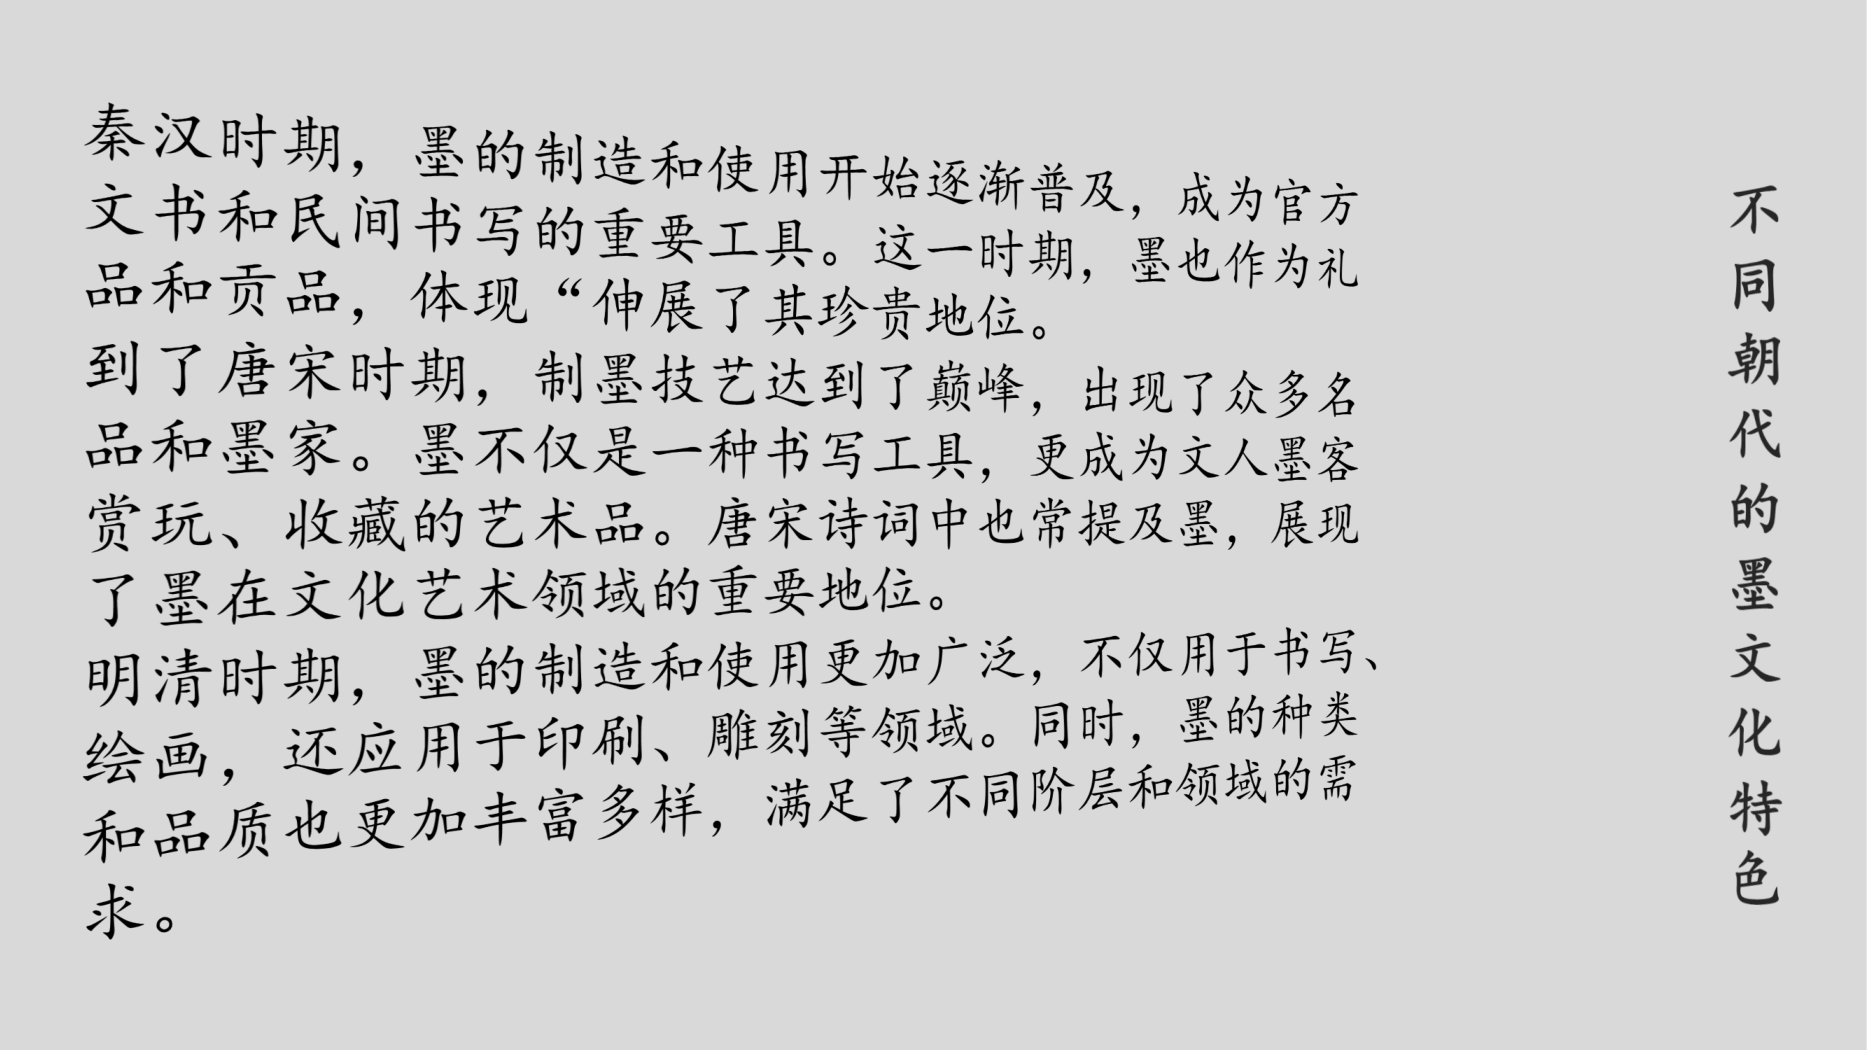 秦汉时期，墨的制造和使用开始逐渐普及，成为官方
文书和民间书写的重要工具。这一时期，墨也作为礼
品和贡品，体现“伸展了其珍贵地位。
到了唐宋时期，制墨技艺达到了巅峰，出现了众多名
品和墨家。墨不仅是一种书写工具，更成为文人墨客
赏玩、收藏的艺术品。唐宋诗词中也常提及墨，展现
了墨在文化艺术领域的重要地位。
明清时期，墨的制造和使用更加广泛，不仅用于书写、
绘画，还应用于印刷、雕刻等领域。同时，墨的种类
和品质也更加丰富多样，满足了不同阶层和领域的需
求。
不同朝代的墨文化特色